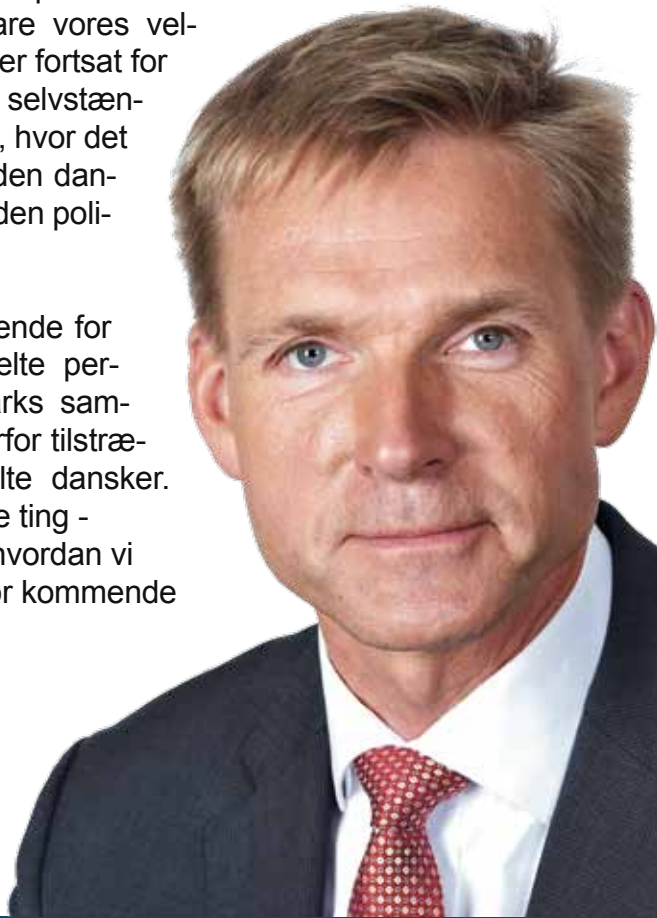 are vores vel-
er fortsat for
selvstæn-
, hvor det
den dan-
den poli-
ende for
elte per-
arks sam-
rfor tilstræ-
lte dansker.
e ting -
hvordan vi
or kommende